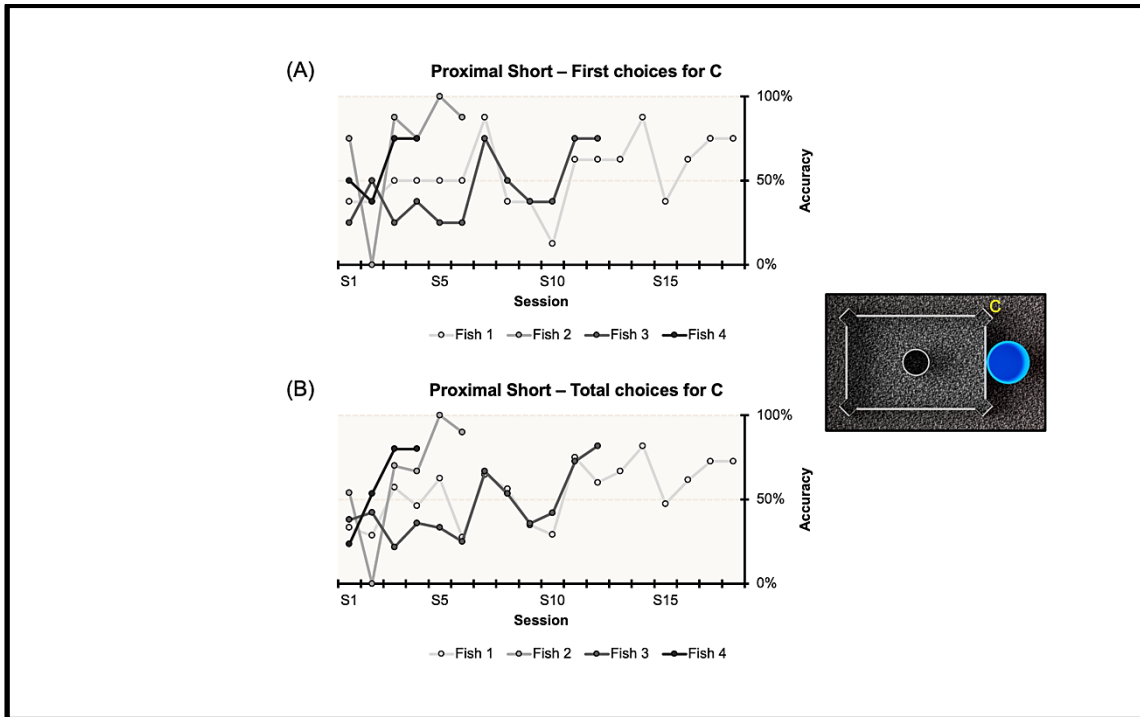 (A)
Proximal Short – First choices for C
100%
50%
0%
Accuracy
S1 S5 S10 S15
Session
Fish 1 Fish 2 Fish 3 Fish 4
C
(B)
Proximal Short – Total choices for C
100%
50%
0%
Accuracy
S1 S5 S10 S15
Session
Fish 1 Fish 2 Fish 3 Fish 4